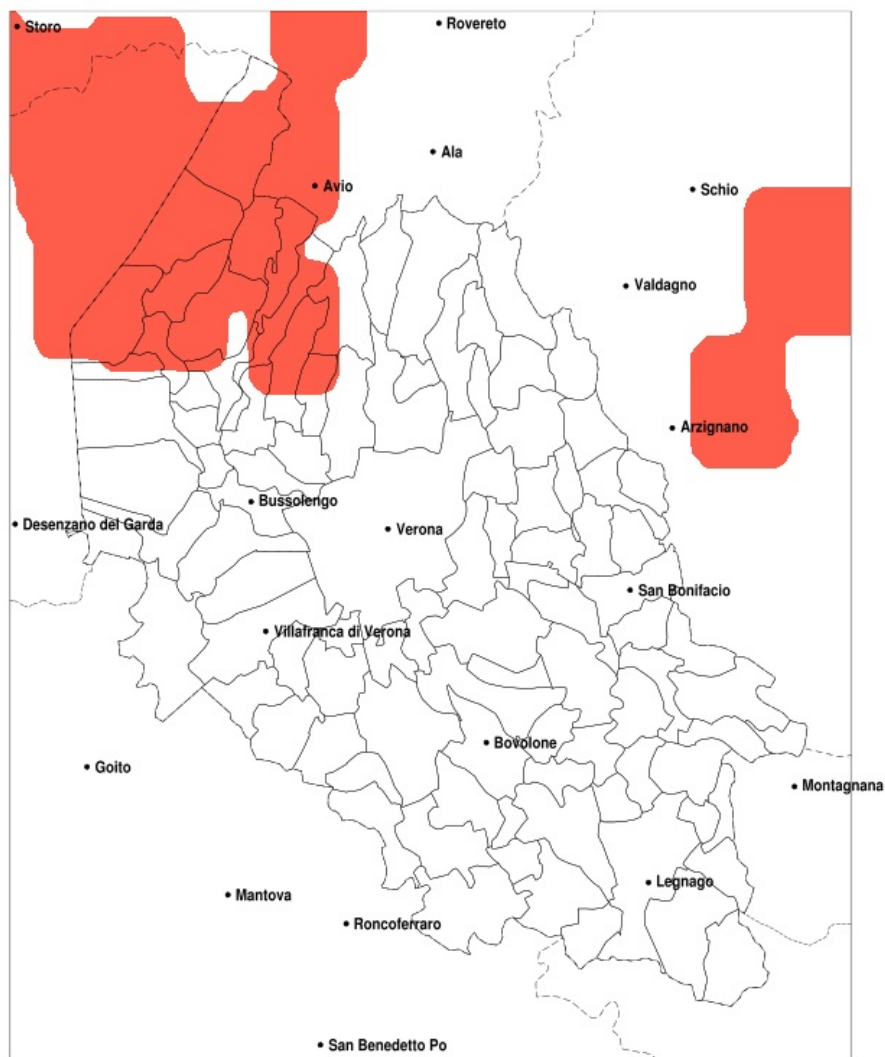 Storo
Rovereto
Ala
Avio
Schio
Valdagno
Arzignano
Bussolengo
Desenzano del Garda
Verona
San Bonifacio
Villafranca di Verona
Bovolone
Goito
Montagnana
Legnago
Mantova
Roncoferraro
San Benedetto Po